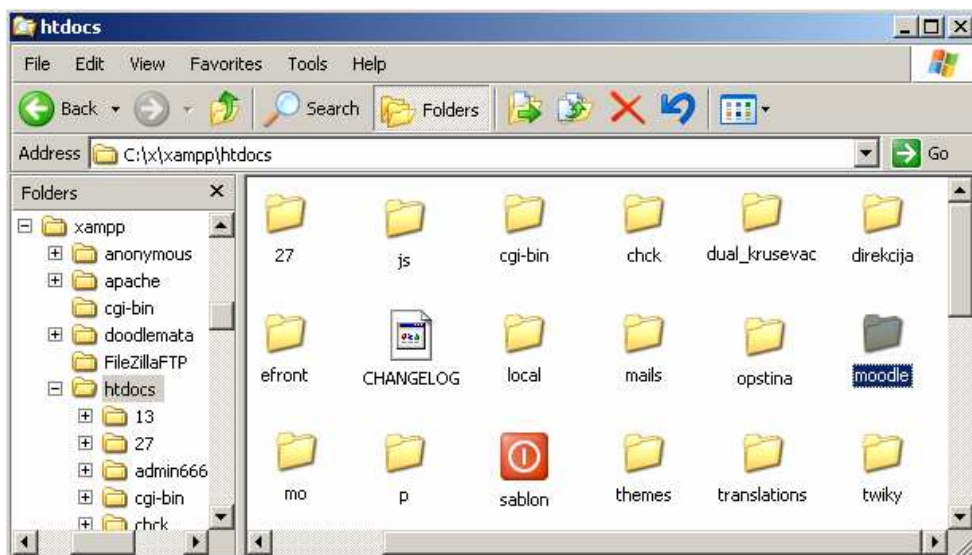 htdocs
File Edit View Favorites Tools Help
Back Search Folders
Address C:\x\xampp\htdocs Go
Folders
xampp
anonymous
apache
cgi-bin
doodlemata
FileZillaFTP
htdocs
13
27
admin666
cgi-bin
chck
27 js cgi-bin chck dual_krusevac direkcija
efront CHANGELOG local mails opstina moodle
mo p sablon themes translations twiky